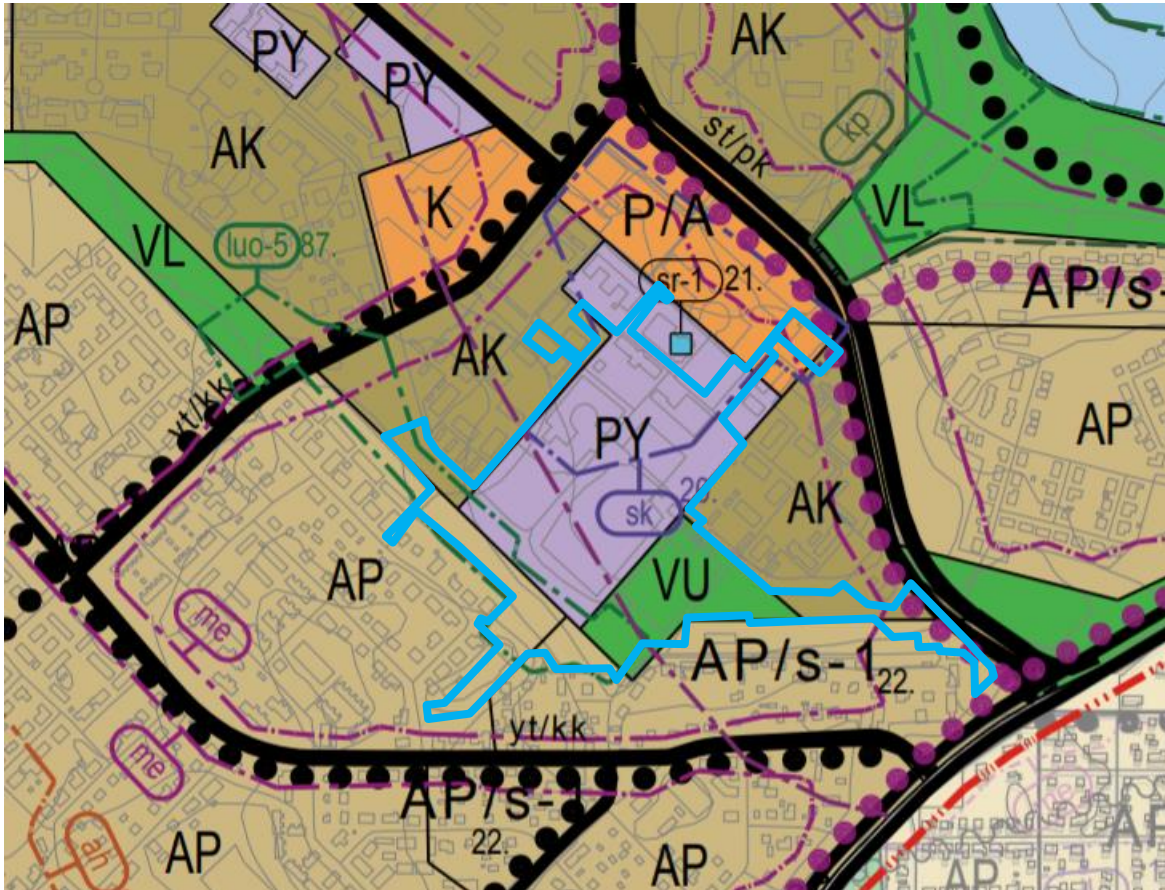 AK
PY
PY
AK
st/pk
kp
K
P/A
VL
VL
luo-5 87.
sr-1 21.
AP/s-
AP
AK
yt/kk
PY
AP
20.
sk
AK
AP
VU
me
AP/s-1 22.
yt/kk
me
AP/s-1
22.
ah
AP
AP
AP